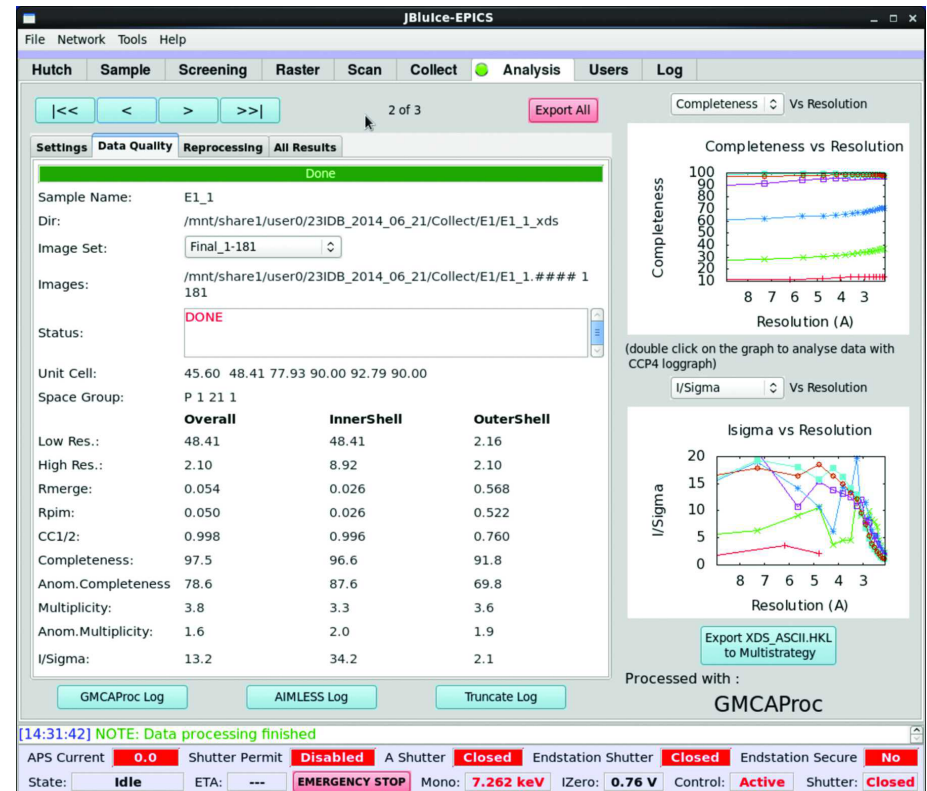 JBluIce-EPICS
File Network Tools Help
Hutch Sample Screening Raster Scan Collect Analysis Users Log
|<< < > >>| 2 of 3 Export All
Settings Data Quality Reprocessing All Results
Done
Sample Name: E1_1
Dir: /mnt/share1/user0/23IDB_2014_06_21/Collect/E1/E1_1_xds
Image Set: Final_1-181
Images: /mnt/share1/user0/23IDB_2014_06_21/Collect/E1/E1_1.#### 1
181
Status: DONE
Unit Cell: 45.60 48.41 77.93 90.00 92.79 90.00
Space Group: P 1 21 1
Overall InnerShell OuterShell
Low Res.: 48.41 48.41 2.16
High Res.: 2.10 8.92 2.10
Rmerge: 0.054 0.026 0.568
Rpim: 0.050 0.026 0.522
CC1/2: 0.998 0.996 0.760
Completeness: 97.5 96.6 91.8
Anom.Completeness 78.6 87.6 69.8
Multiplicity: 3.8 3.3 3.6
Anom.Multiplicity: 1.6 2.0 1.9
I/Sigma: 13.2 34.2 2.1
GMCAProc Log AIMLESS Log Truncate Log
Completeness Vs Resolution
Completeness vs Resolution
Completeness
100
90
80
70
60
50
40
30
20
10
8 7 6 5 4 3
Resolution (A)
(double click on the graph to analyse data with
CCP4 loggraph)
I/Sigma Vs Resolution
Isigma vs Resolution
I/Sigma
20
15
10
5
0
8 7 6 5 4 3
Resolution (A)
Export XDS_ASCII.HKL
to Multistrategy
Processed with :
GMCAProc
[14:31:42] NOTE: Data processing finished
APS Current 0.0 Shutter Permit Disabled A Shutter Closed Endstation Shutter Closed Endstation Secure No
State: Idle ETA: --- EMERGENCY STOP Mono: 7.262 keV IZero: 0.76 V Control: Active Shutter: Closed